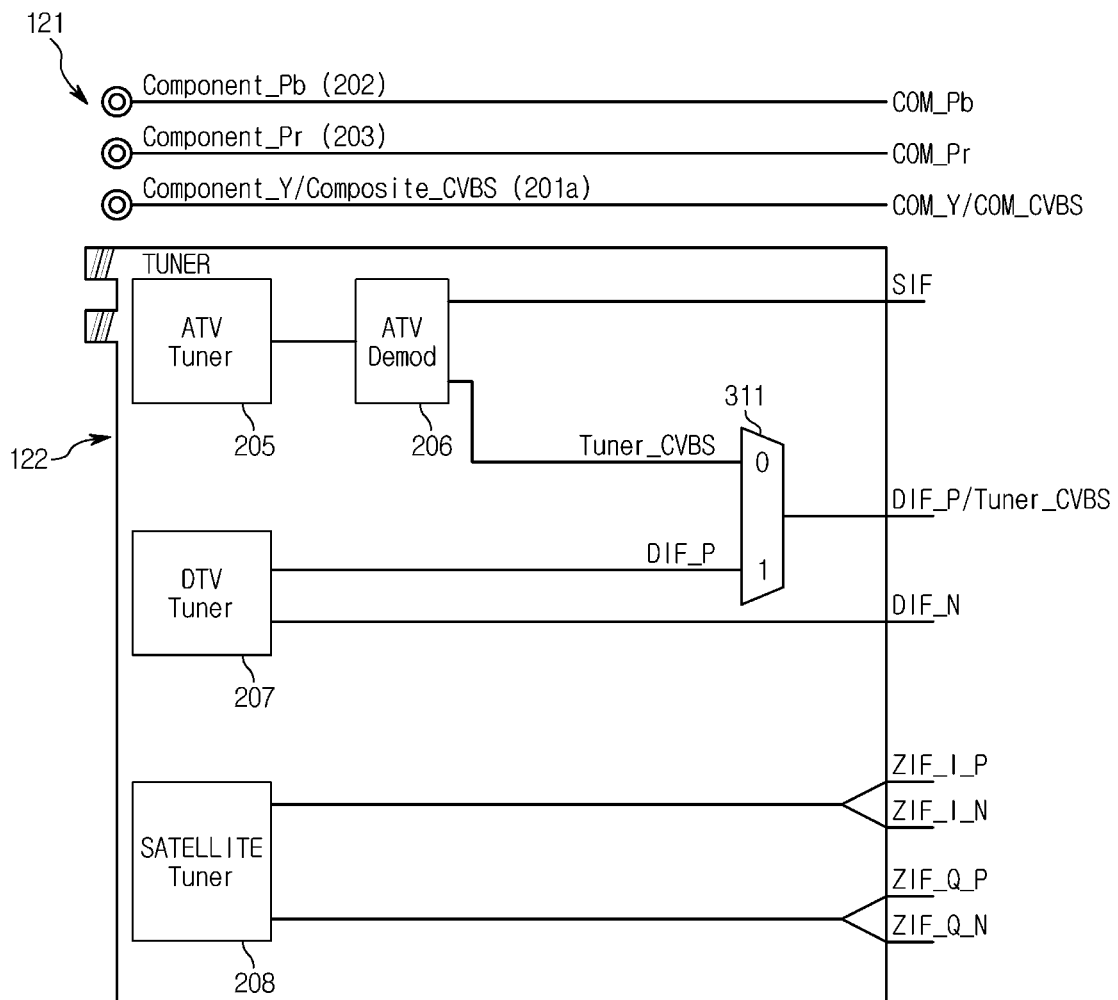 121
Component_Pb (202)
COM_Pb
Component_Pr (203)
COM_Pr
Component_Y/Composite_CVBS (201a)
COM_Y/COM_CVBS
TUNER
SIF
ATV
Tuner
ATV
Demod
205
206
311
122
Tuner_CVBS
0
DIF_P/Tuner_CVBS
DIF_P
1
DTV
Tuner
DIF_N
207
ZIF_I_P
ZIF_I_N
SATELLITE
Tuner
ZIF_Q_P
ZIF_Q_N
208